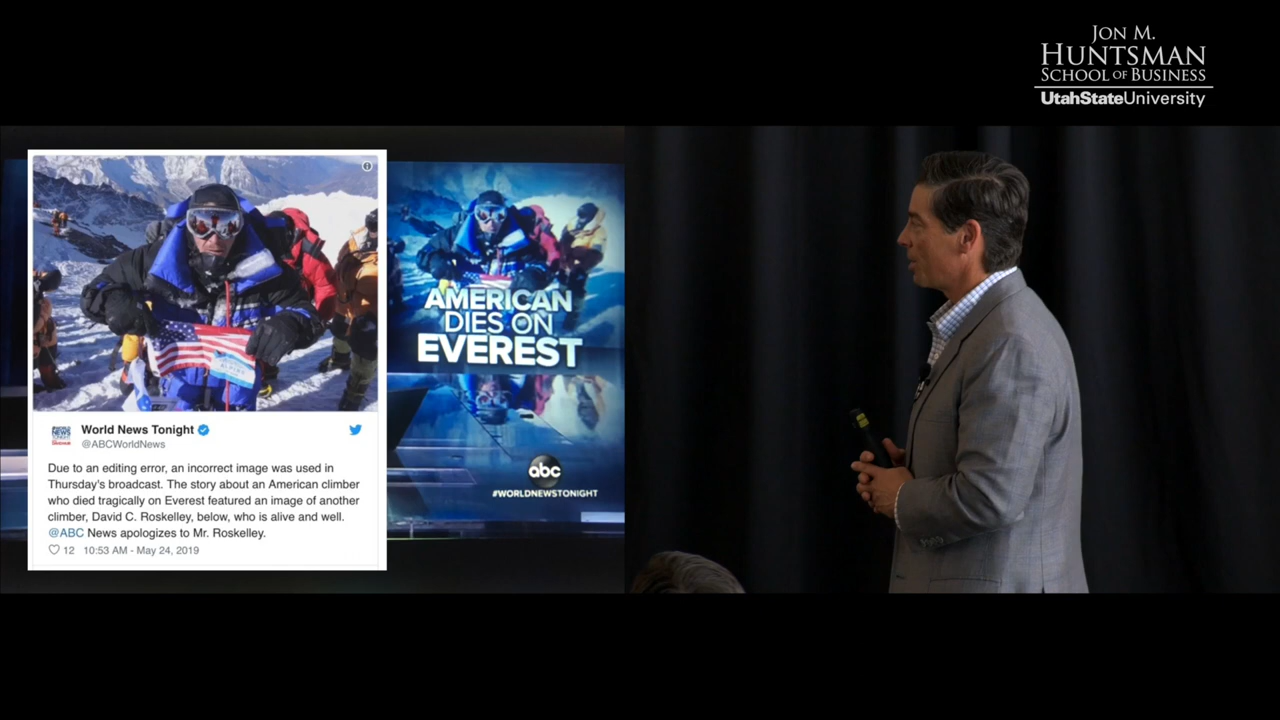 JON M.
HUNTSMAN
SCHOOL OF BUSINESS
UtahStateUniversity
AMERICAN
DIES ON
EVEREST
abc
#WORLDNEWSTONIGHT
World News Tonight
@ABCWorldNews
Due to an editing error, an incorrect image was used in
Thursday's broadcast. The story about an American climber
who died tragically on Everest featured an image of another
climber, David C. Roskelley, below, who is alive and well.
@ABC News apologizes to Mr. Roskelley.
12 10:53 AM - May 24, 2019